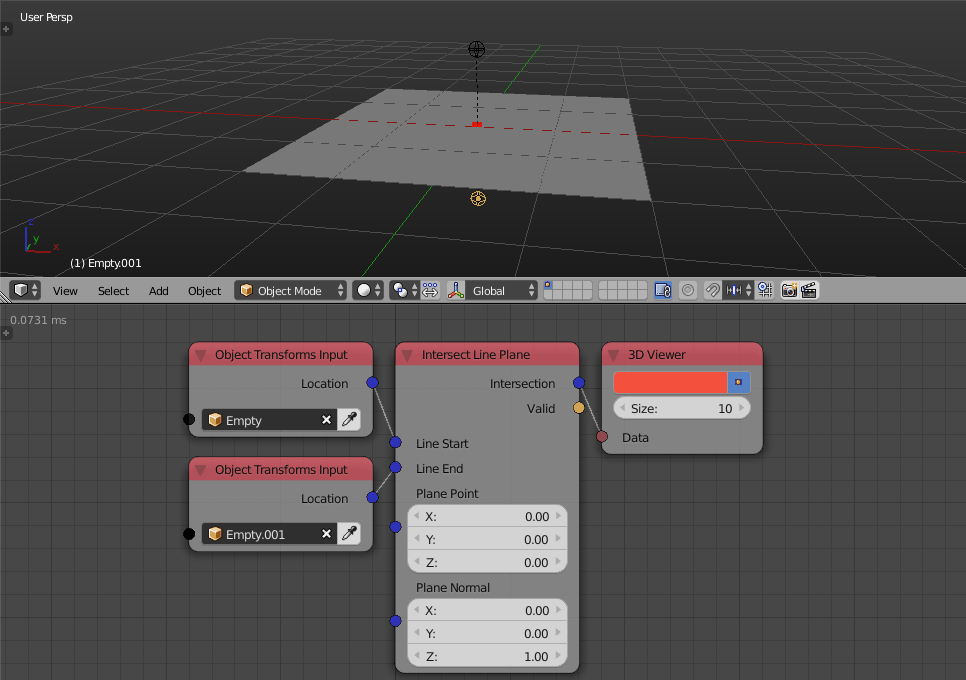 User Persp
z
y
x
(1) Empty.001
View Select Add Object Object Mode Global
0.0731 ms
Object Transforms Input
Location
Empty
Object Transforms Input
Location
Empty.001
Intersect Line Plane
Intersection
Valid
Line Start
Line End
Plane Point
X: 0.00
Y: 0.00
Z: 0.00
Plane Normal
X: 0.00
Y: 0.00
Z: 1.00
3D Viewer
Size: 10
Data